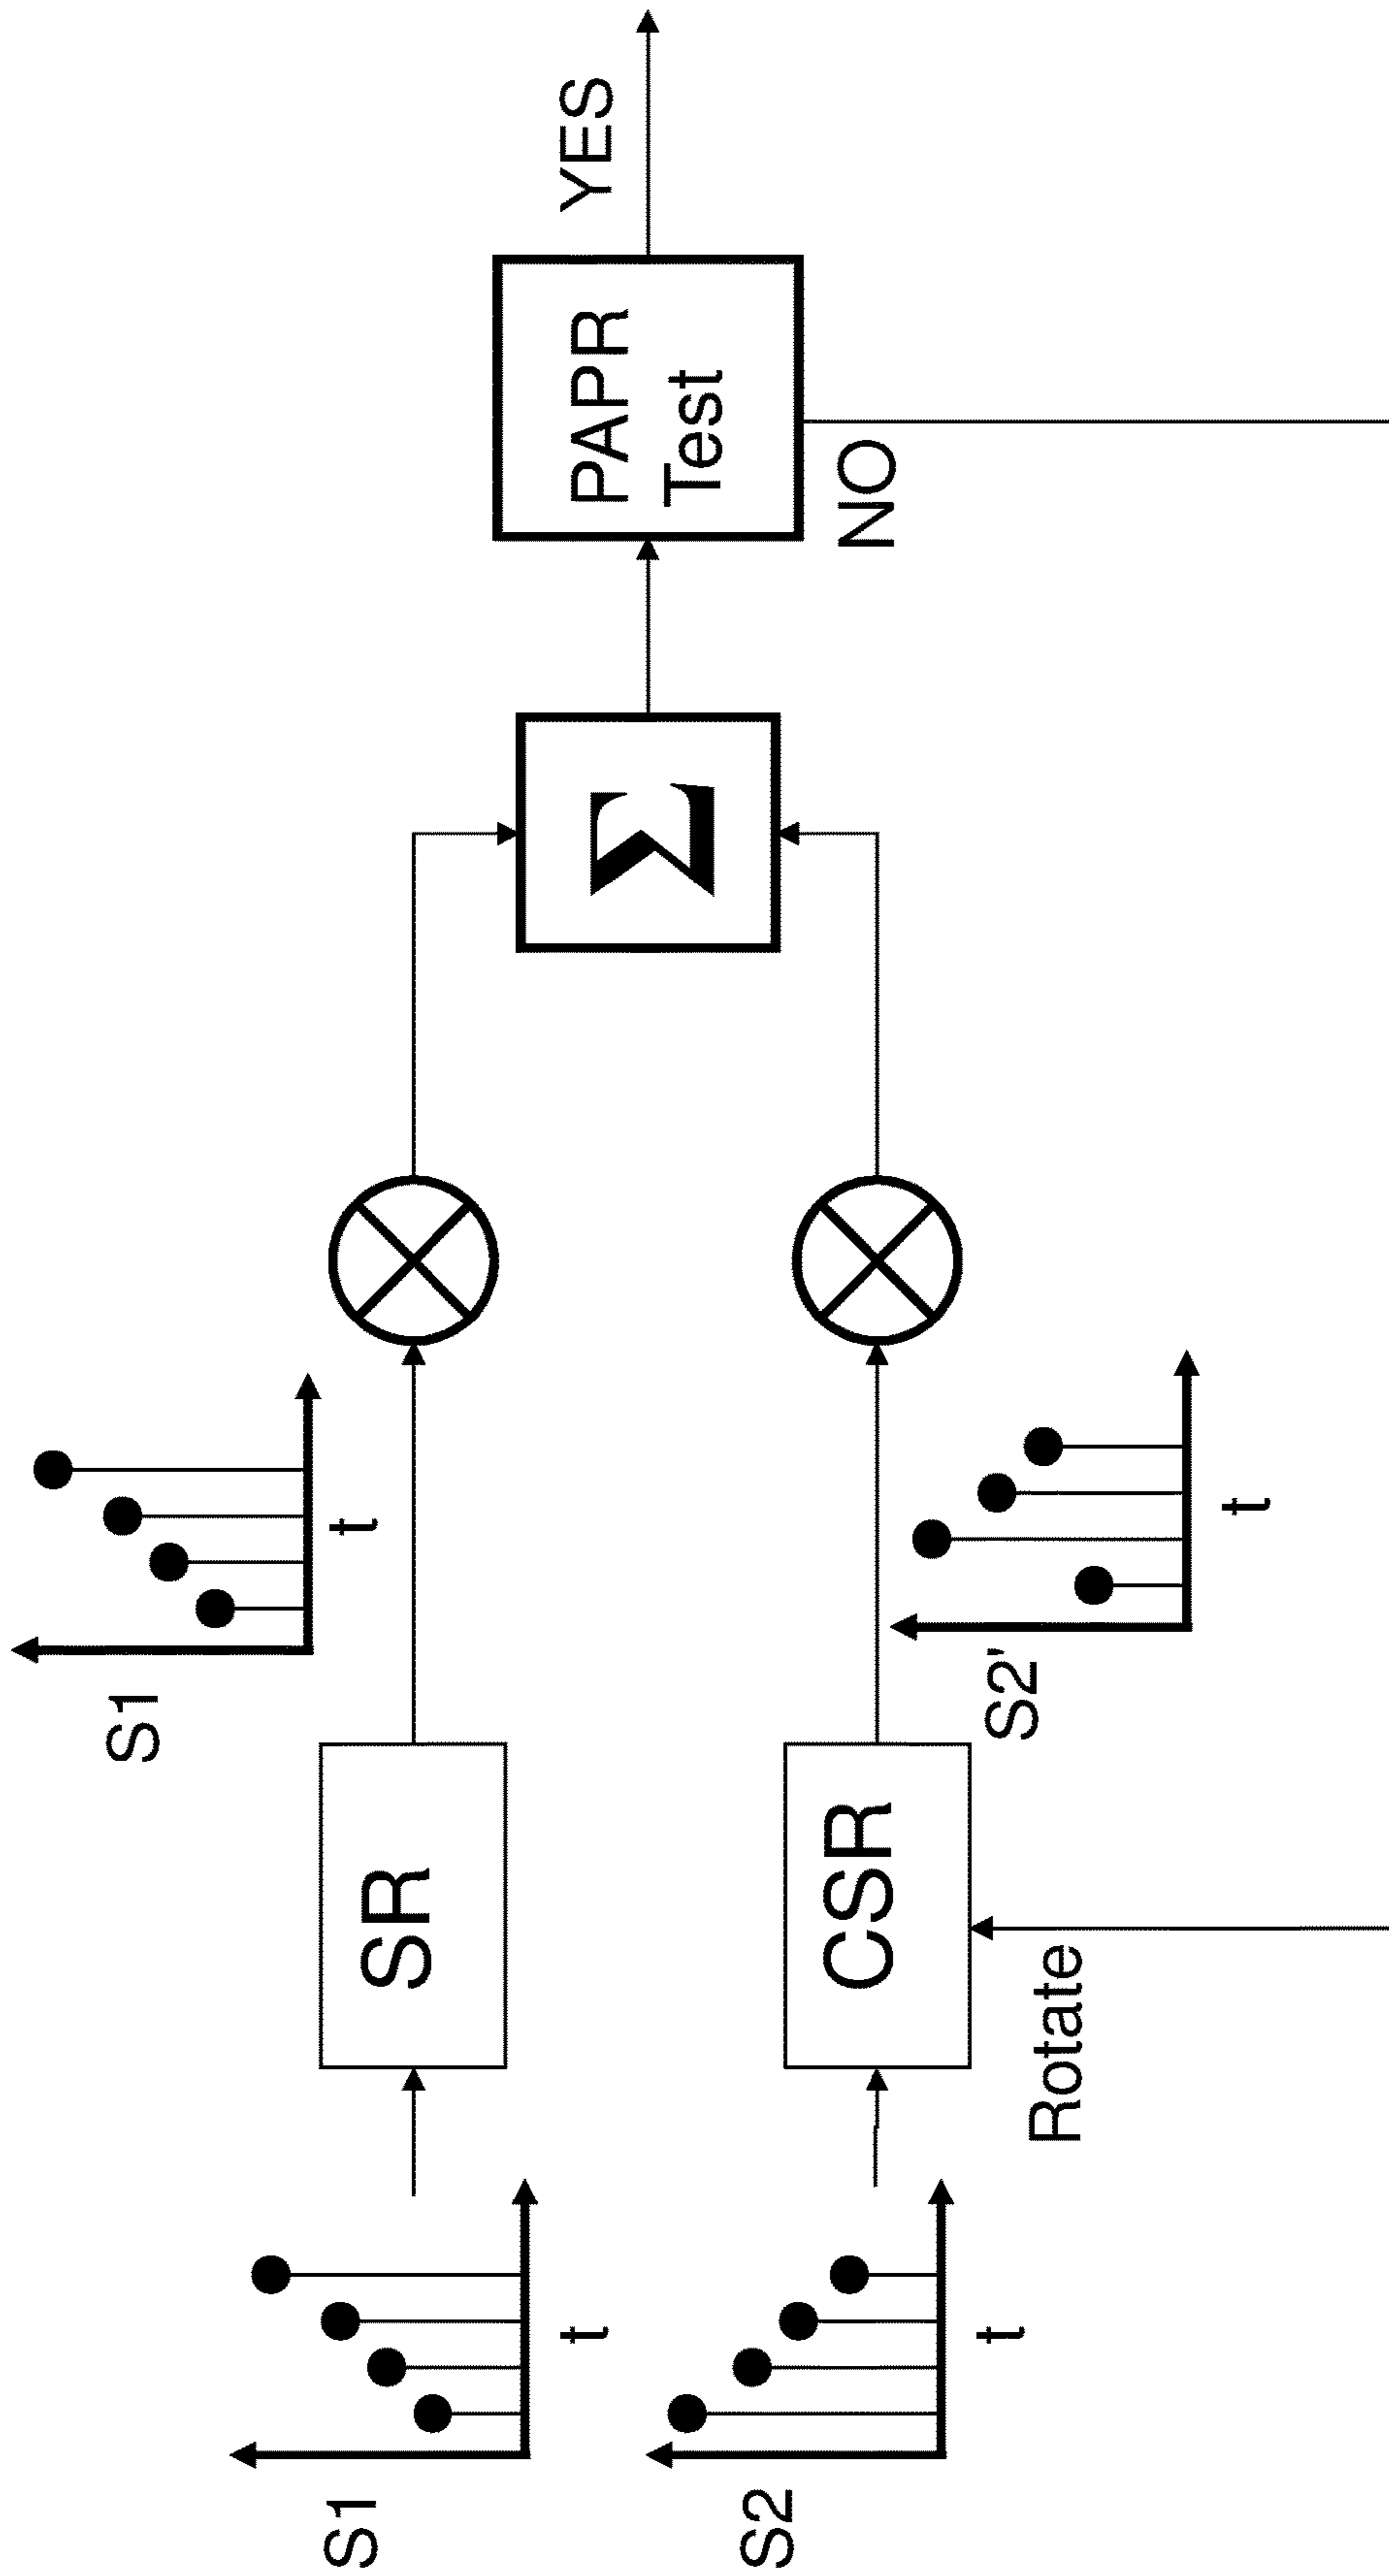 S1
t
SR
S1
t
S2
t
CSR
Rotate
S2'
t
Σ
PAPR
Test
YES
NO